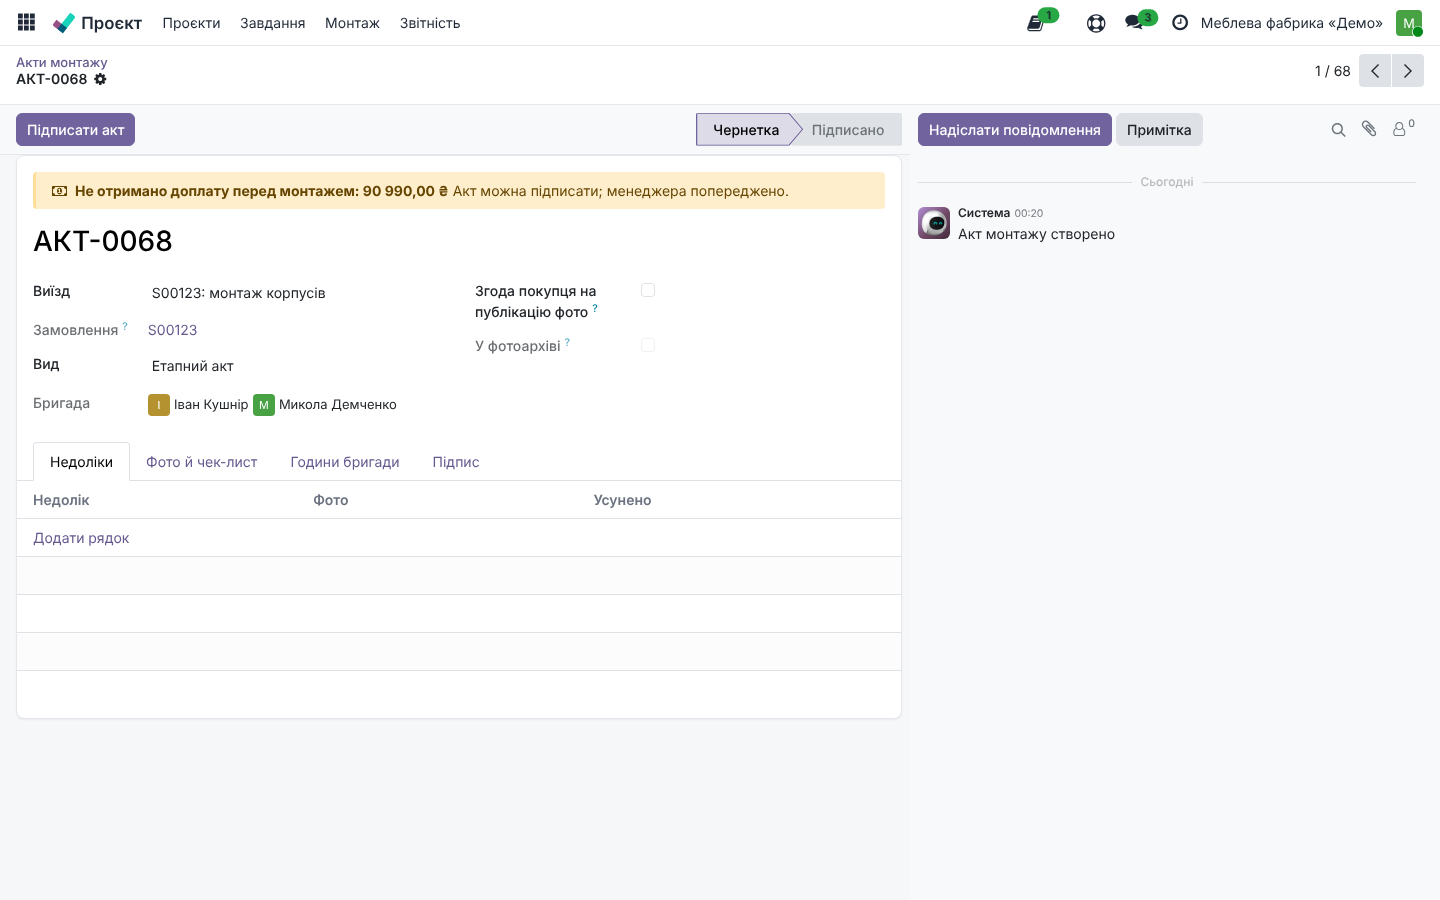 Проєкт
Проєкти
Завдання
Монтаж
Звітність
1
3
Меблева фабрика «Демо»
M
Акти монтажу
АКТ-0068
1 / 68
Підписати акт
Чернетка
Підписано
Надіслати повідомлення
Примітка
0
Не отримано доплату перед монтажем: 90 990,00 ₴ Акт можна підписати; менеджера попереджено.
АКТ-0068
Виїзд
S00123: монтаж корпусів
Замовлення ?
S00123
Вид
Етапний акт
Бригада
І Іван Кушнір М Микола Демченко
Згода покупця на
публікацію фото ?
У фотоархіві ?
Недоліки
Фото й чек-лист
Години бригади
Підпис
Недолік
Фото
Усунено
Додати рядок
Сьогодні
Система 00:20
Акт монтажу створено